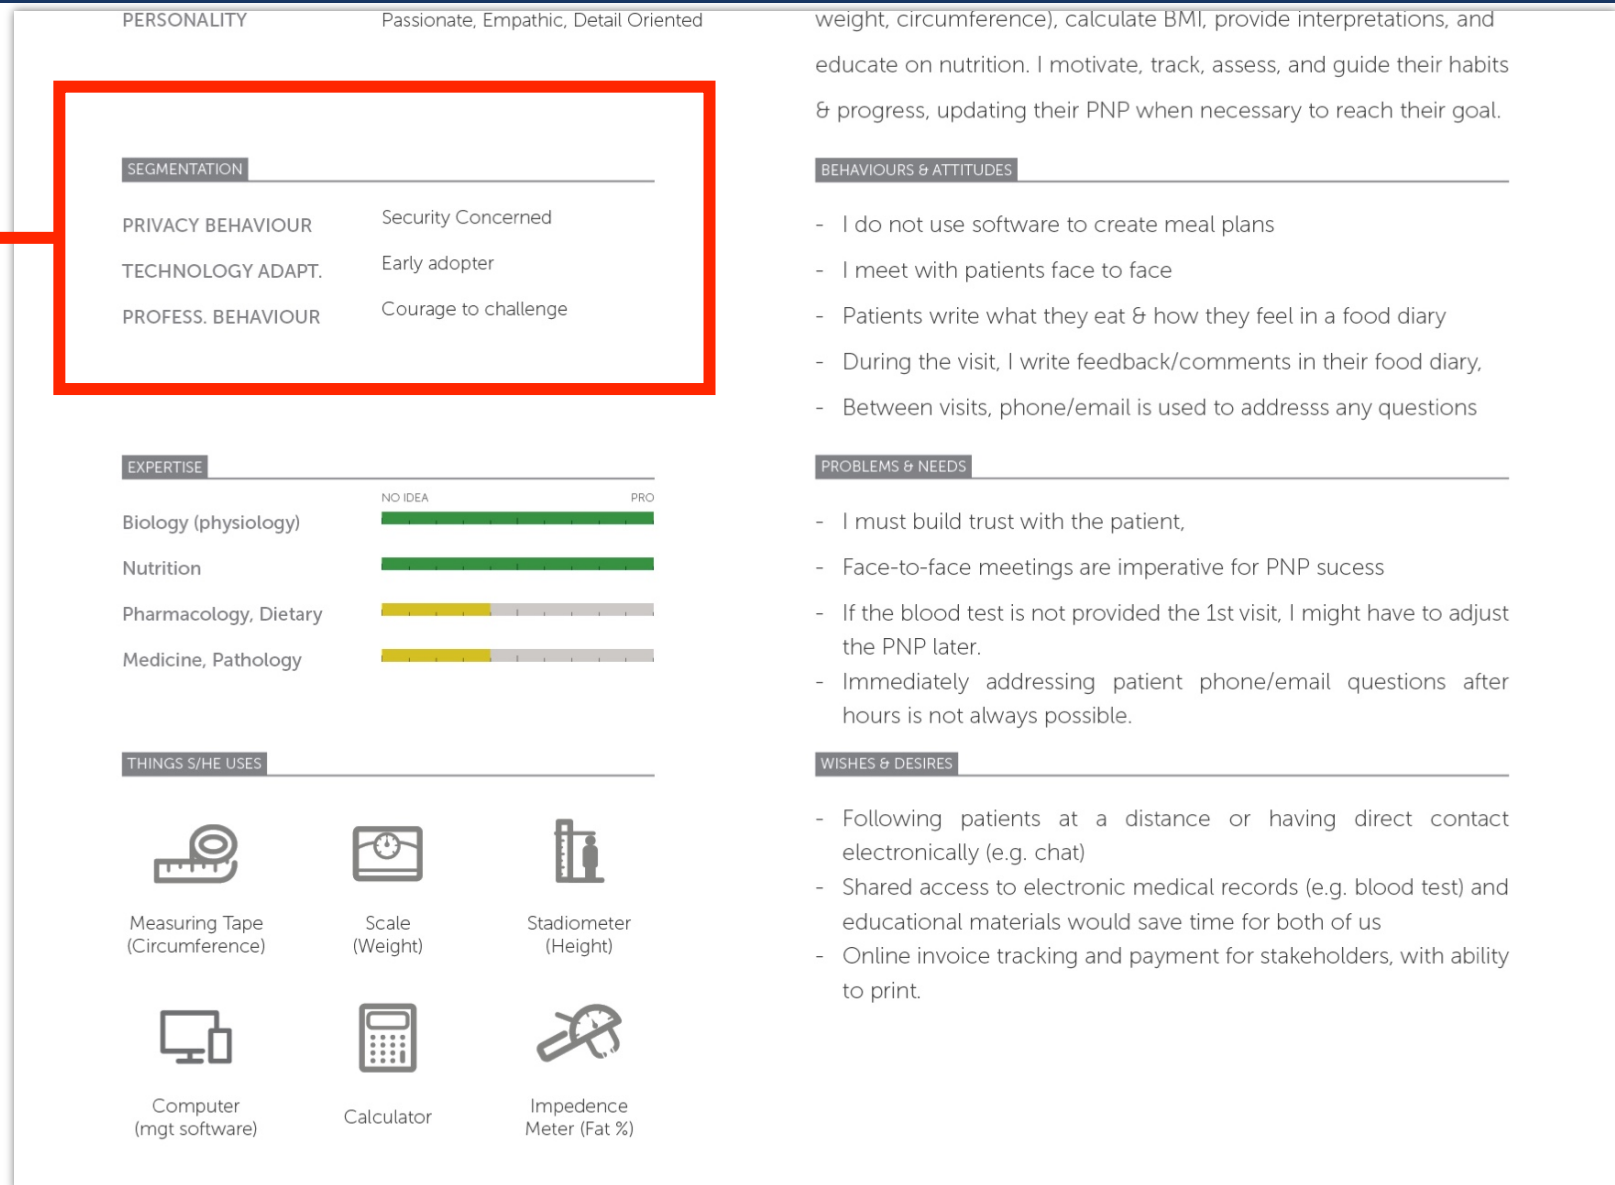 PERSONALITY Passionate, Empathic, Detail Oriented
SEGMENTATION
PRIVACY BEHAVIOUR Security Concerned
TECHNOLOGY ADAPT. Early adopter
PROFESS. BEHAVIOUR Courage to challenge
EXPERTISE
NO IDEA PRO
Biology (physiology)
Nutrition
Pharmacology, Dietary
Medicine, Pathology
THINGS S/HE USES
Measuring Tape
(Circumference)
Scale
(Weight)
Stadiometer
(Height)
Computer
(mgt software)
Calculator
Impedence
Meter (Fat %)
weight, circumference), calculate BMI, provide interpretations, and
educate on nutrition. I motivate, track, assess, and guide their habits
& progress, updating their PNP when necessary to reach their goal.
BEHAVIOURS & ATTITUDES
- I do not use software to create meal plans
- I meet with patients face to face
- Patients write what they eat & how they feel in a food diary
- During the visit, I write feedback/comments in their food diary,
- Between visits, phone/email is used to addresss any questions
PROBLEMS & NEEDS
- I must build trust with the patient,
- Face-to-face meetings are imperative for PNP sucess
- If the blood test is not provided the 1st visit, I might have to adjust
the PNP later.
- Immediately addressing patient phone/email questions after
hours is not always possible.
WISHES & DESIRES
- Following patients at a distance or having direct contact
electronically (e.g. chat)
- Shared access to electronic medical records (e.g. blood test) and
educational materials would save time for both of us
- Online invoice tracking and payment for stakeholders, with ability
to print.